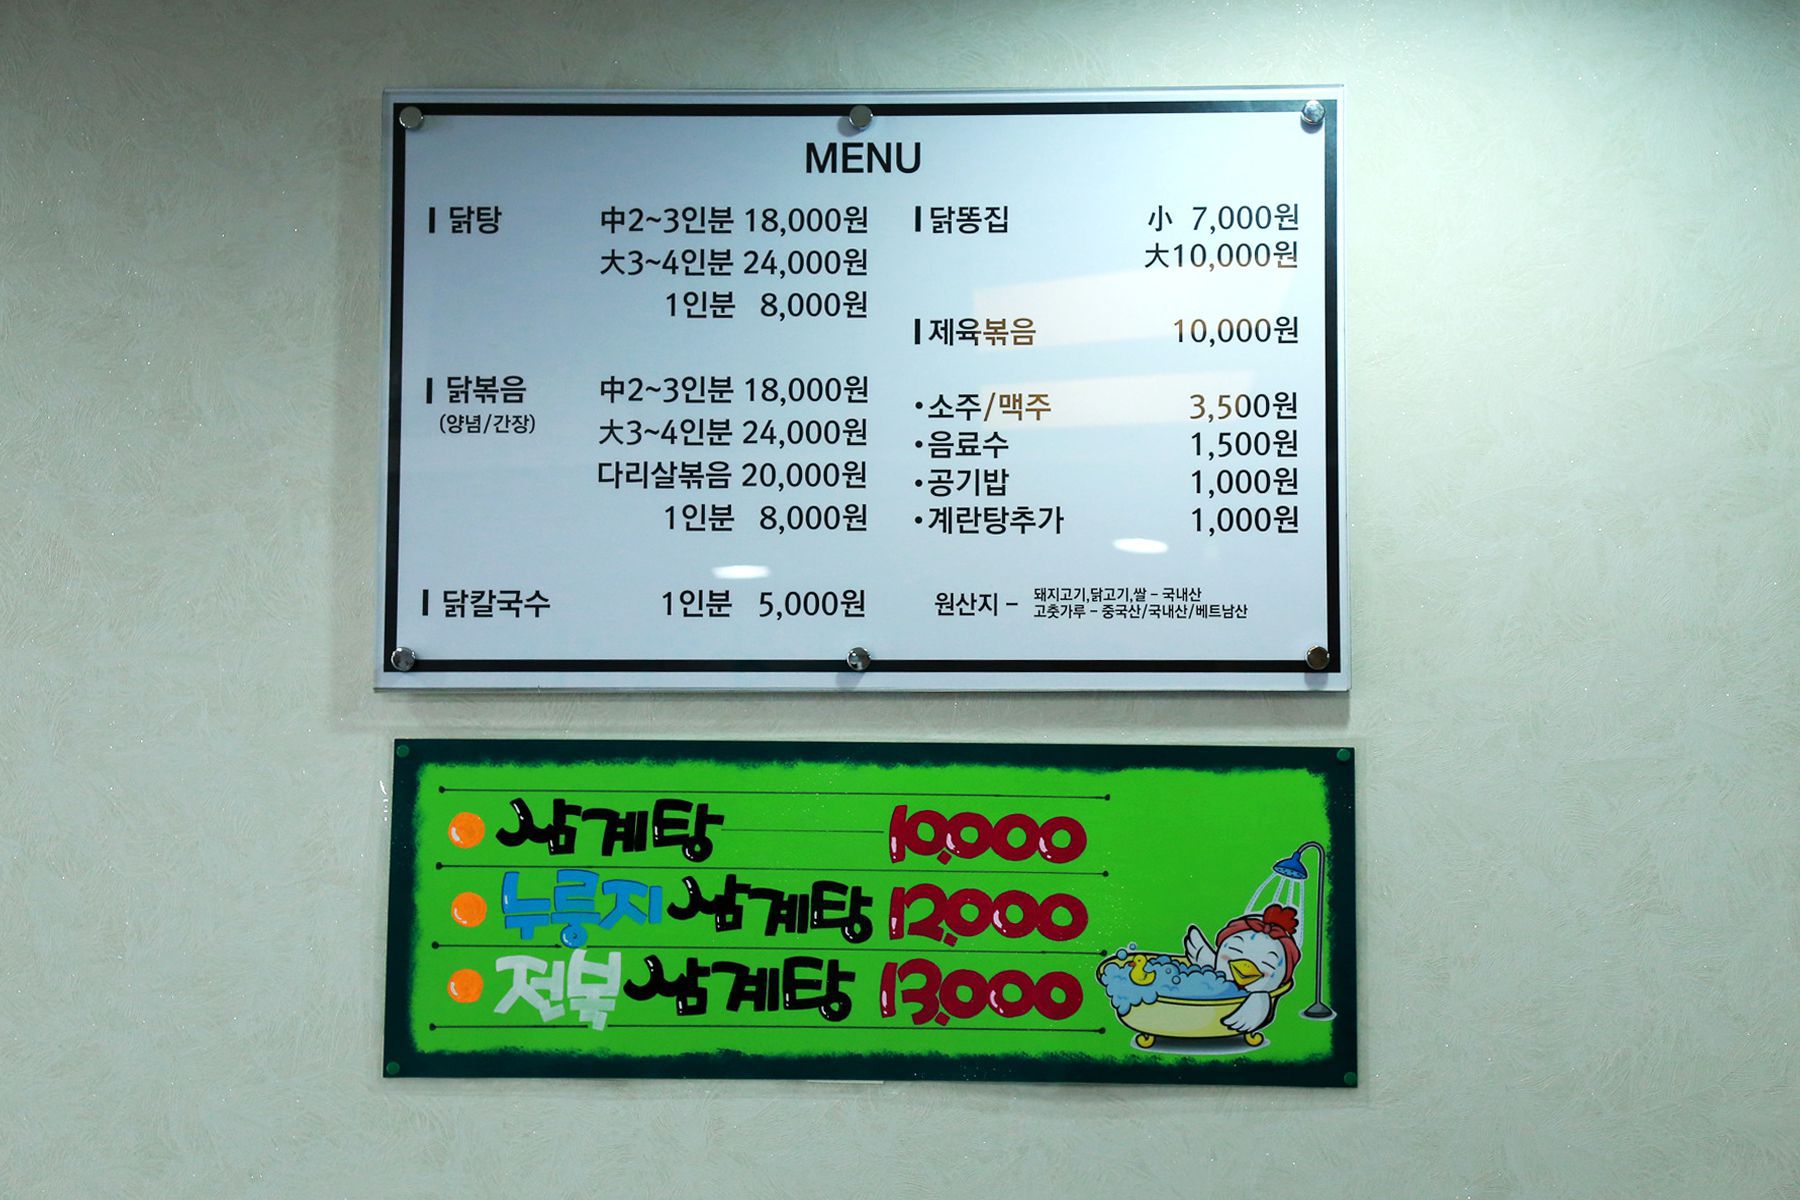 MENU
닭탕 中2~3인분 18,000원
大3~4인분 24,000원
1인분 8,000원
닭볶음 中2~3인분 18,000원
(양념/간장) 大3~4인분 24,000원
다리살볶음 20,000원
1인분 8,000원
닭칼국수 1인분 5,000원
닭똥집 小 7,000원
大10,000원
제육볶음 10,000원
•소주/맥주 3,500원
•음료수 1,500원
•공기밥 1,000원
•계란탕추가 1,000원
원산지 - 돼지고기,닭고기,쌀 - 국내산
고춧가루 - 중국산/국내산/베트남산
삼계탕 10,000
누룽지 삼계탕 12,000
전복 삼계탕 13,000